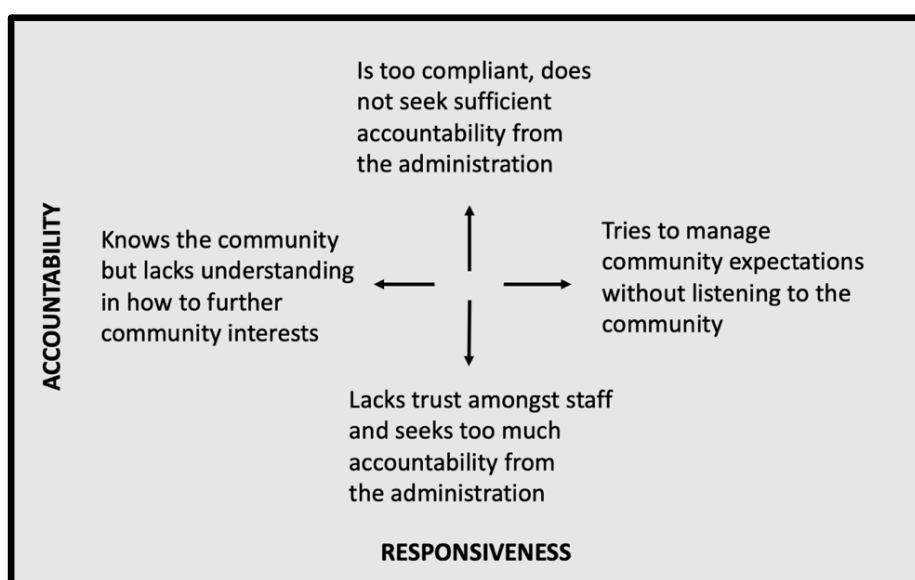 Is too compliant, does
not seek sufficient
accountability from
the administration
ACCOUNTABILITY
Knows the community
but lacks understanding
in how to further
community interests
Tries to manage
community expectations
without listening to the
community
Lacks trust amongst staff
and seeks too much
accountability from
the administration
RESPONSIVENESS